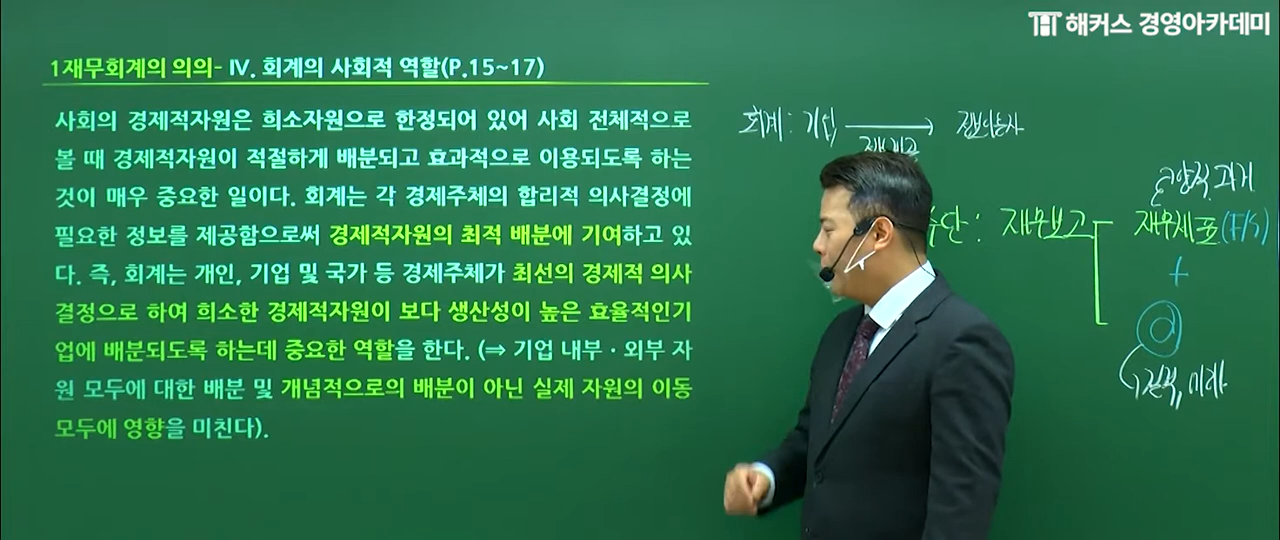 해커스 경영아카데미
1재무회계의 의의- Ⅳ. 회계의 사회적 역할(P.15~17)
사회의 경제적자원은 희소자원으로 한정되어 있어 사회 전체적으로
볼 때 경제적자원이 적절하게 배분되고 효과적으로 이용되도록 하는
것이 매우 중요한 일이다. 회계는 각 경제주체의 합리적 의사결정에
필요한 정보를 제공함으로써 경제적자원의 최적 배분에 기여하고 있
다. 즉, 회계는 개인, 기업 및 국가 등 경제주체가 최선의 경제적 의사
결정으로 하여 희소한 경제적자원이 보다 생산성이 높은 효율적인기
업에 배분되도록 하는데 중요한 역할을 한다. (⇒ 기업 내부 · 외부 자
원 모두에 대한 배분 및 개념적으로의 배분이 아닌 실제 자원의 이동
모두에 영향을 미친다).
회계 : 기업 → 정보이용자
양적, 과거
단 : 재무보고 재무제표 (F/S)
+
@
질적, 미래